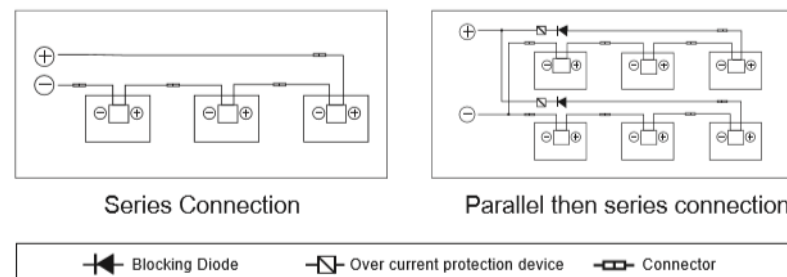 Series Connection
Parallel then series connection
Blocking Diode
Over current protection device
Connector